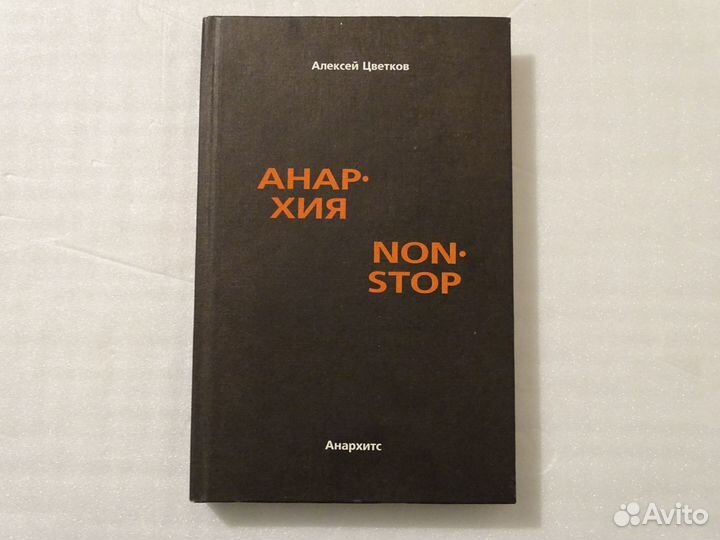 Алексей Цветков
АНАР•
ХИЯ
NON•
STOP
Анархитс
Avito